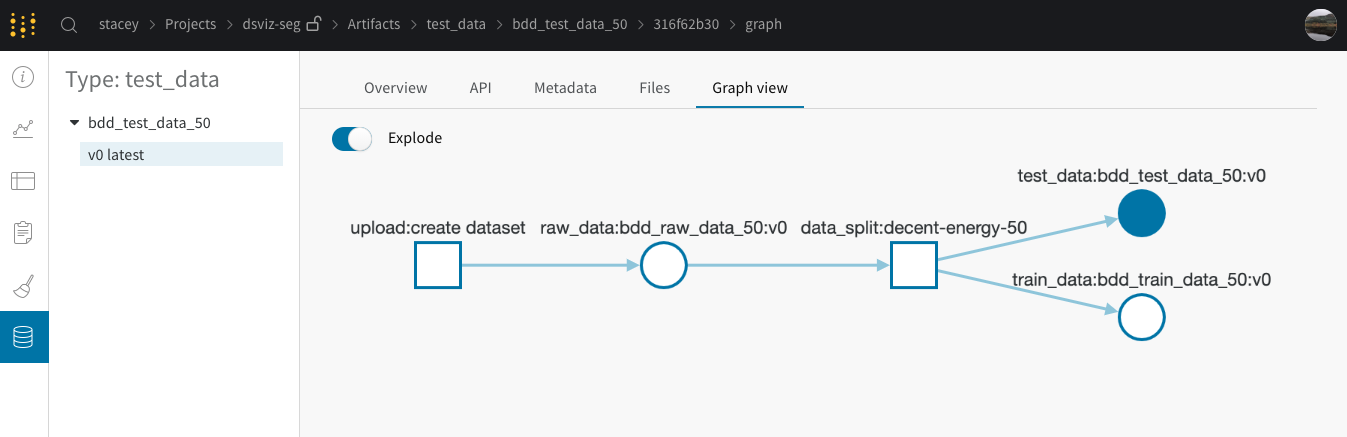 stacey > Projects > dsviz-seg > Artifacts > test_data > bdd_test_data_50 > 316f62b30 > graph
Type: test_data
bdd_test_data_50
v0 latest
Overview API Metadata Files Graph view
Explode
test_data:bdd_test_data_50:v0
upload:create dataset raw_data:bdd_raw_data_50:v0 data_split:decent-energy-50
train_data:bdd_train_data_50:v0